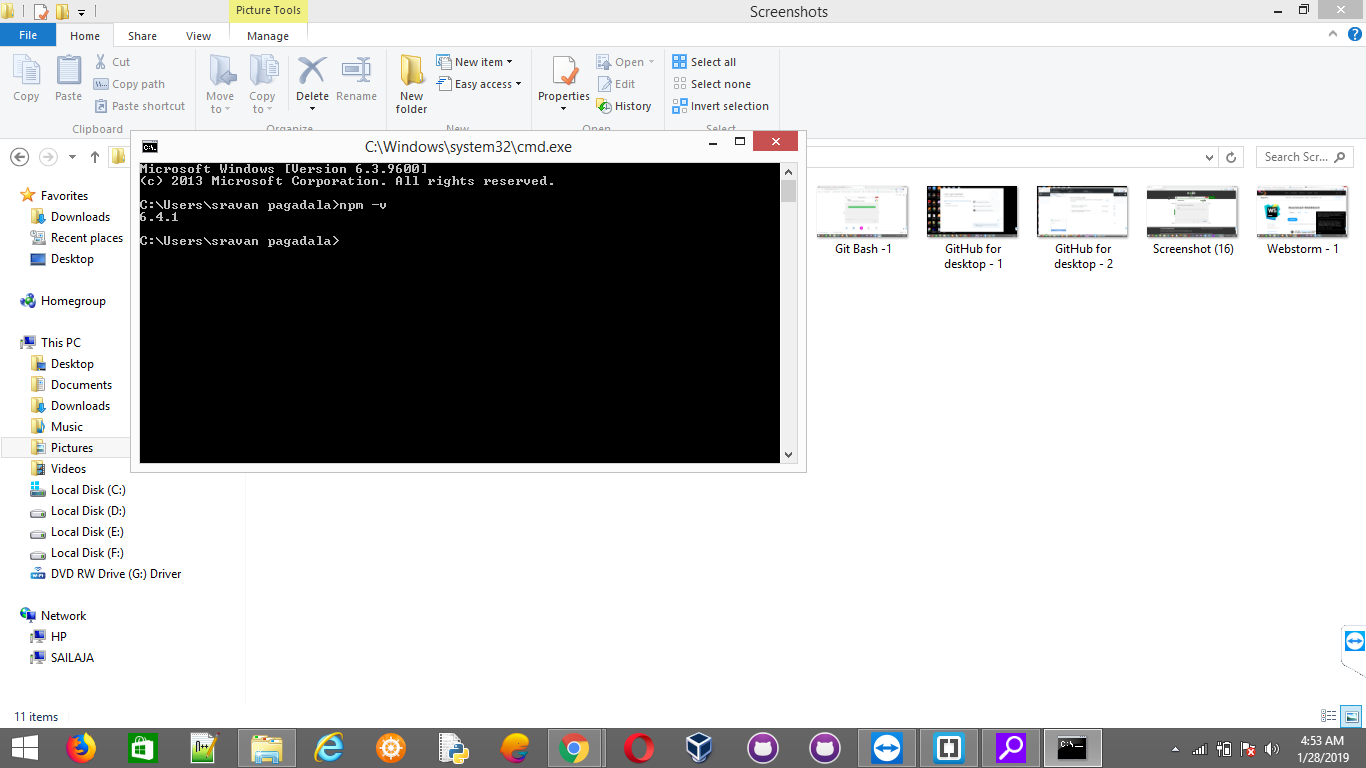 Picture Tools
Screenshots
File
Home
Share
View
Manage
Copy
Paste
Cut
Copy path
Paste shortcut
Clipboard
Move
to
Copy
to
Delete
Rename
Organize
New
folder
New item
Easy access
New
Properties
Open
Edit
History
Open
Select all
Select none
Invert selection
Select
C:\Windows\system32\cmd.exe
Microsoft Windows [Version 6.3.9600]
(c) 2013 Microsoft Corporation. All rights reserved.
C:\Users\sravan pagadala>npm -v
6.4.1
C:\Users\sravan pagadala>
Search Scr...
Favorites
Downloads
Recent places
Desktop
Homegroup
This PC
Desktop
Documents
Downloads
Music
Pictures
Videos
Local Disk (C:)
Local Disk (D:)
Local Disk (E:)
Local Disk (F:)
DVD RW Drive (G:) Driver
Network
HP
SAILAJA
Git Bash -1
GitHub for
desktop - 1
GitHub for
desktop - 2
Screenshot (16)
Webstorm - 1
11 items
4:53 AM
1/28/2019